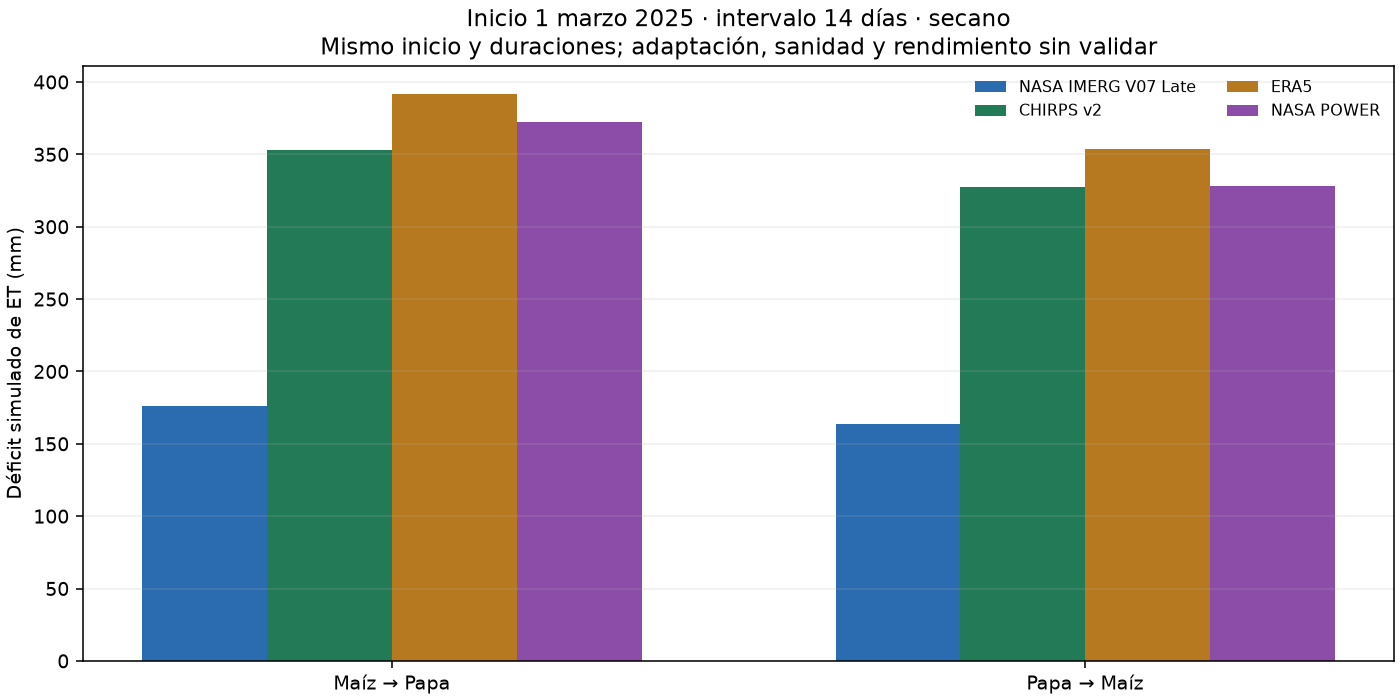 Inicio 1 marzo 2025 · intervalo 14 días · secano
Mismo inicio y duraciones; adaptación, sanidad y rendimiento sin validar
Déficit simulado de ET (mm)
400
350
300
250
200
150
100
50
0
NASA IMERG V07 Late
CHIRPS v2
ERA5
NASA POWER
Maíz → Papa
Papa → Maíz